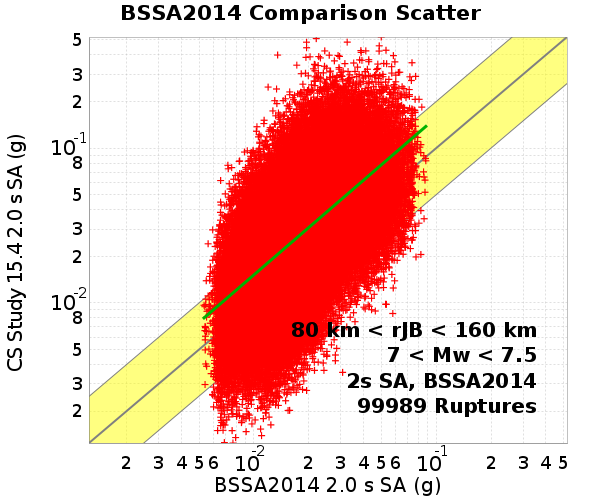 BSSA2014 Comparison Scatter
CS Study 15.4 2.0 s SA (g)
5
3
2
10-1
8
5
3
2
10-2
8
5
3
2
80 km < rJB < 160 km
7 < Mw < 7.5
2s SA, BSSA2014
99989 Ruptures
2 3 4 5 6 10-2 2 3 4 5 6 10-1 2 3 4 5
BSSA2014 2.0 s SA (g)